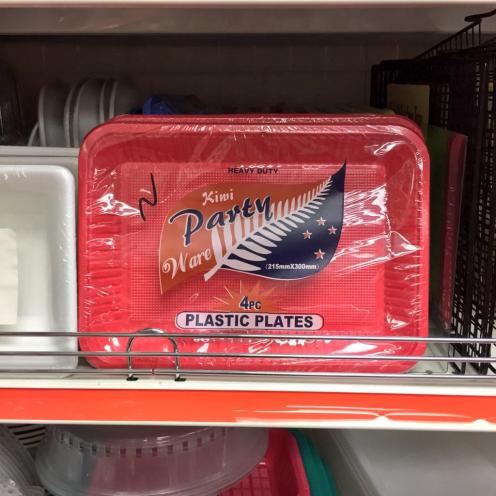 HEAVY DUTY
Kiwi
Party
Ware
(215mmX300mm)
4PC
PLASTIC PLATES
N